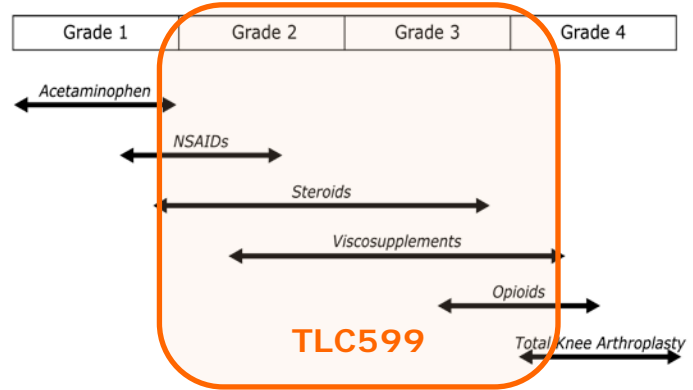 Grade 1 Grade 2 Grade 3 Grade 4
Acetaminophen
NSAIDs
Steroids
Viscosupplements
Opioids
TLC599
Total Knee Arthroplasty